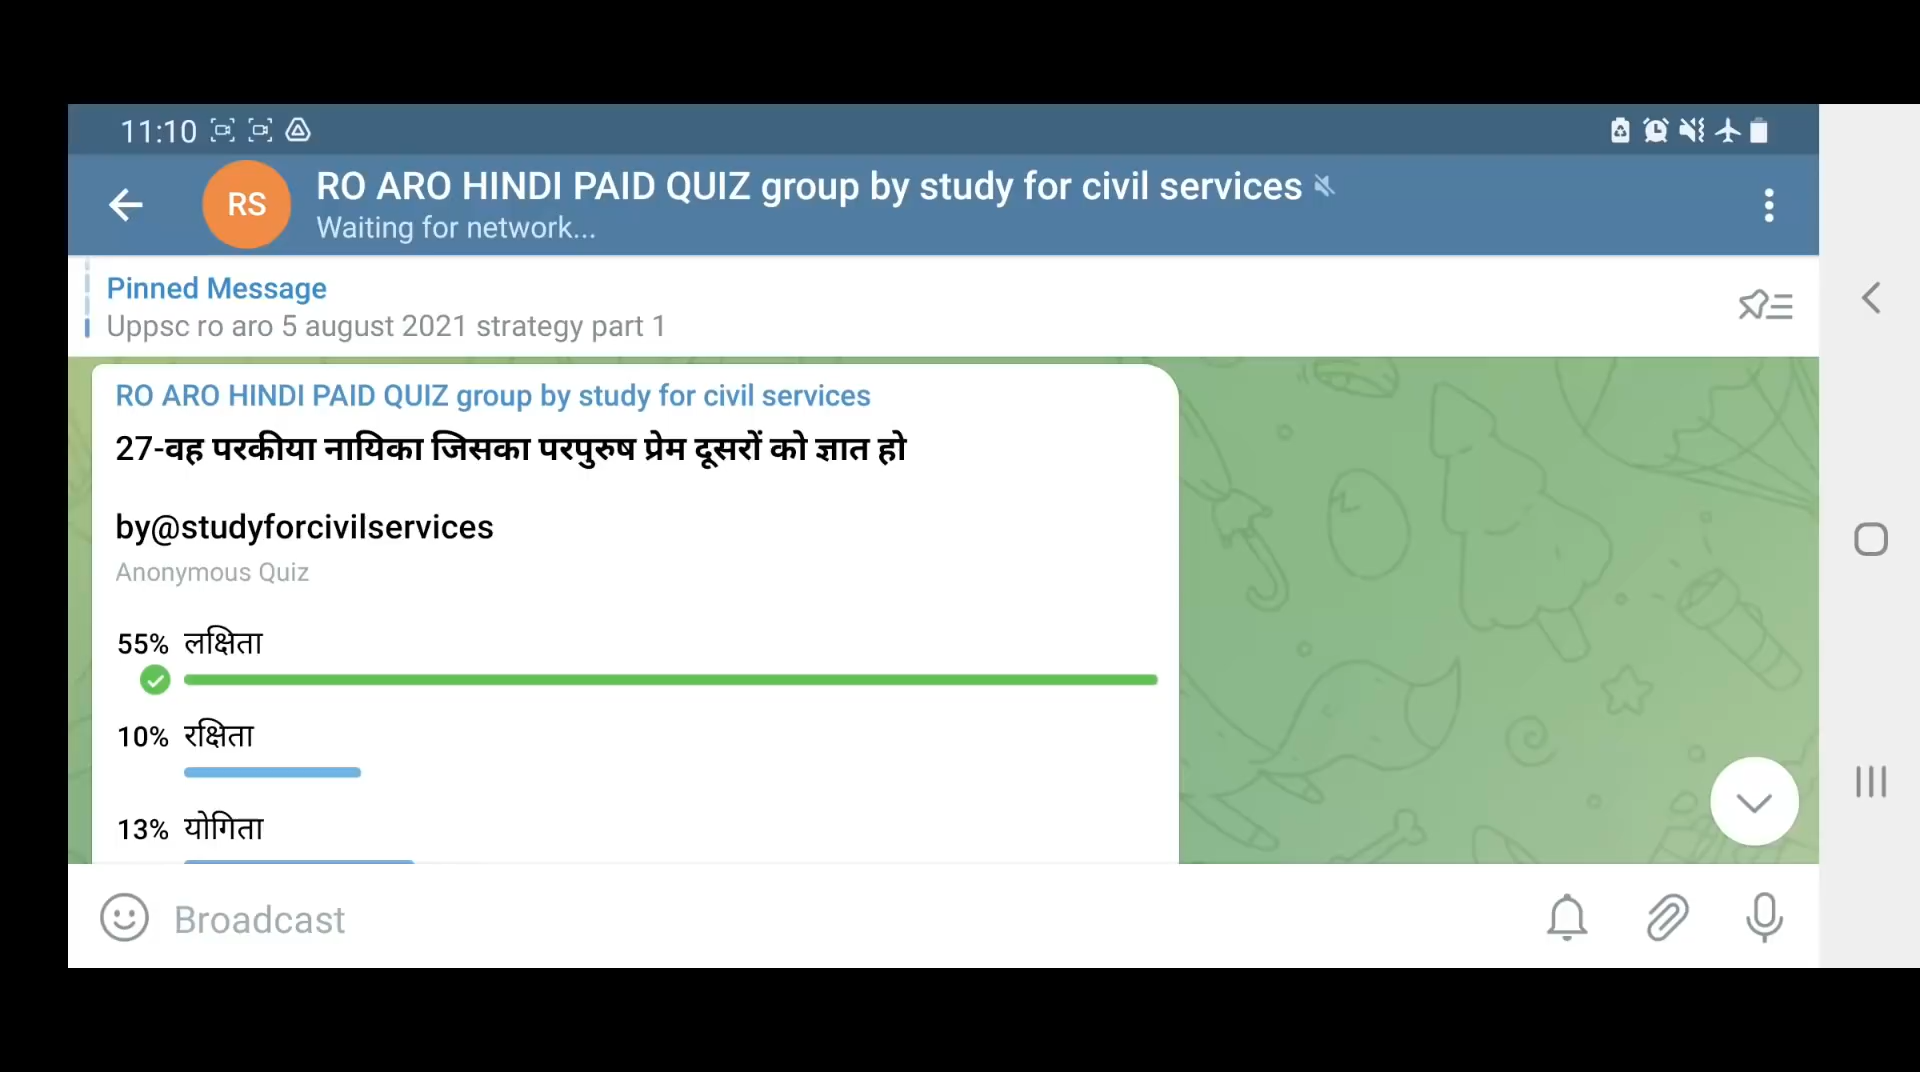 11:10
RS
RO ARO HINDI PAID QUIZ group by study for civil services
Waiting for network...
Pinned Message
Uppsc ro aro 5 august 2021 strategy part 1
RO ARO HINDI PAID QUIZ group by study for civil services
27-वह परकीया नायिका जिसका परपुरुष प्रेम दूसरों को ज्ञात हो
by@studyforcivilservices
Anonymous Quiz
55% लक्षिता
10% रक्षिता
13% योगिता
Broadcast